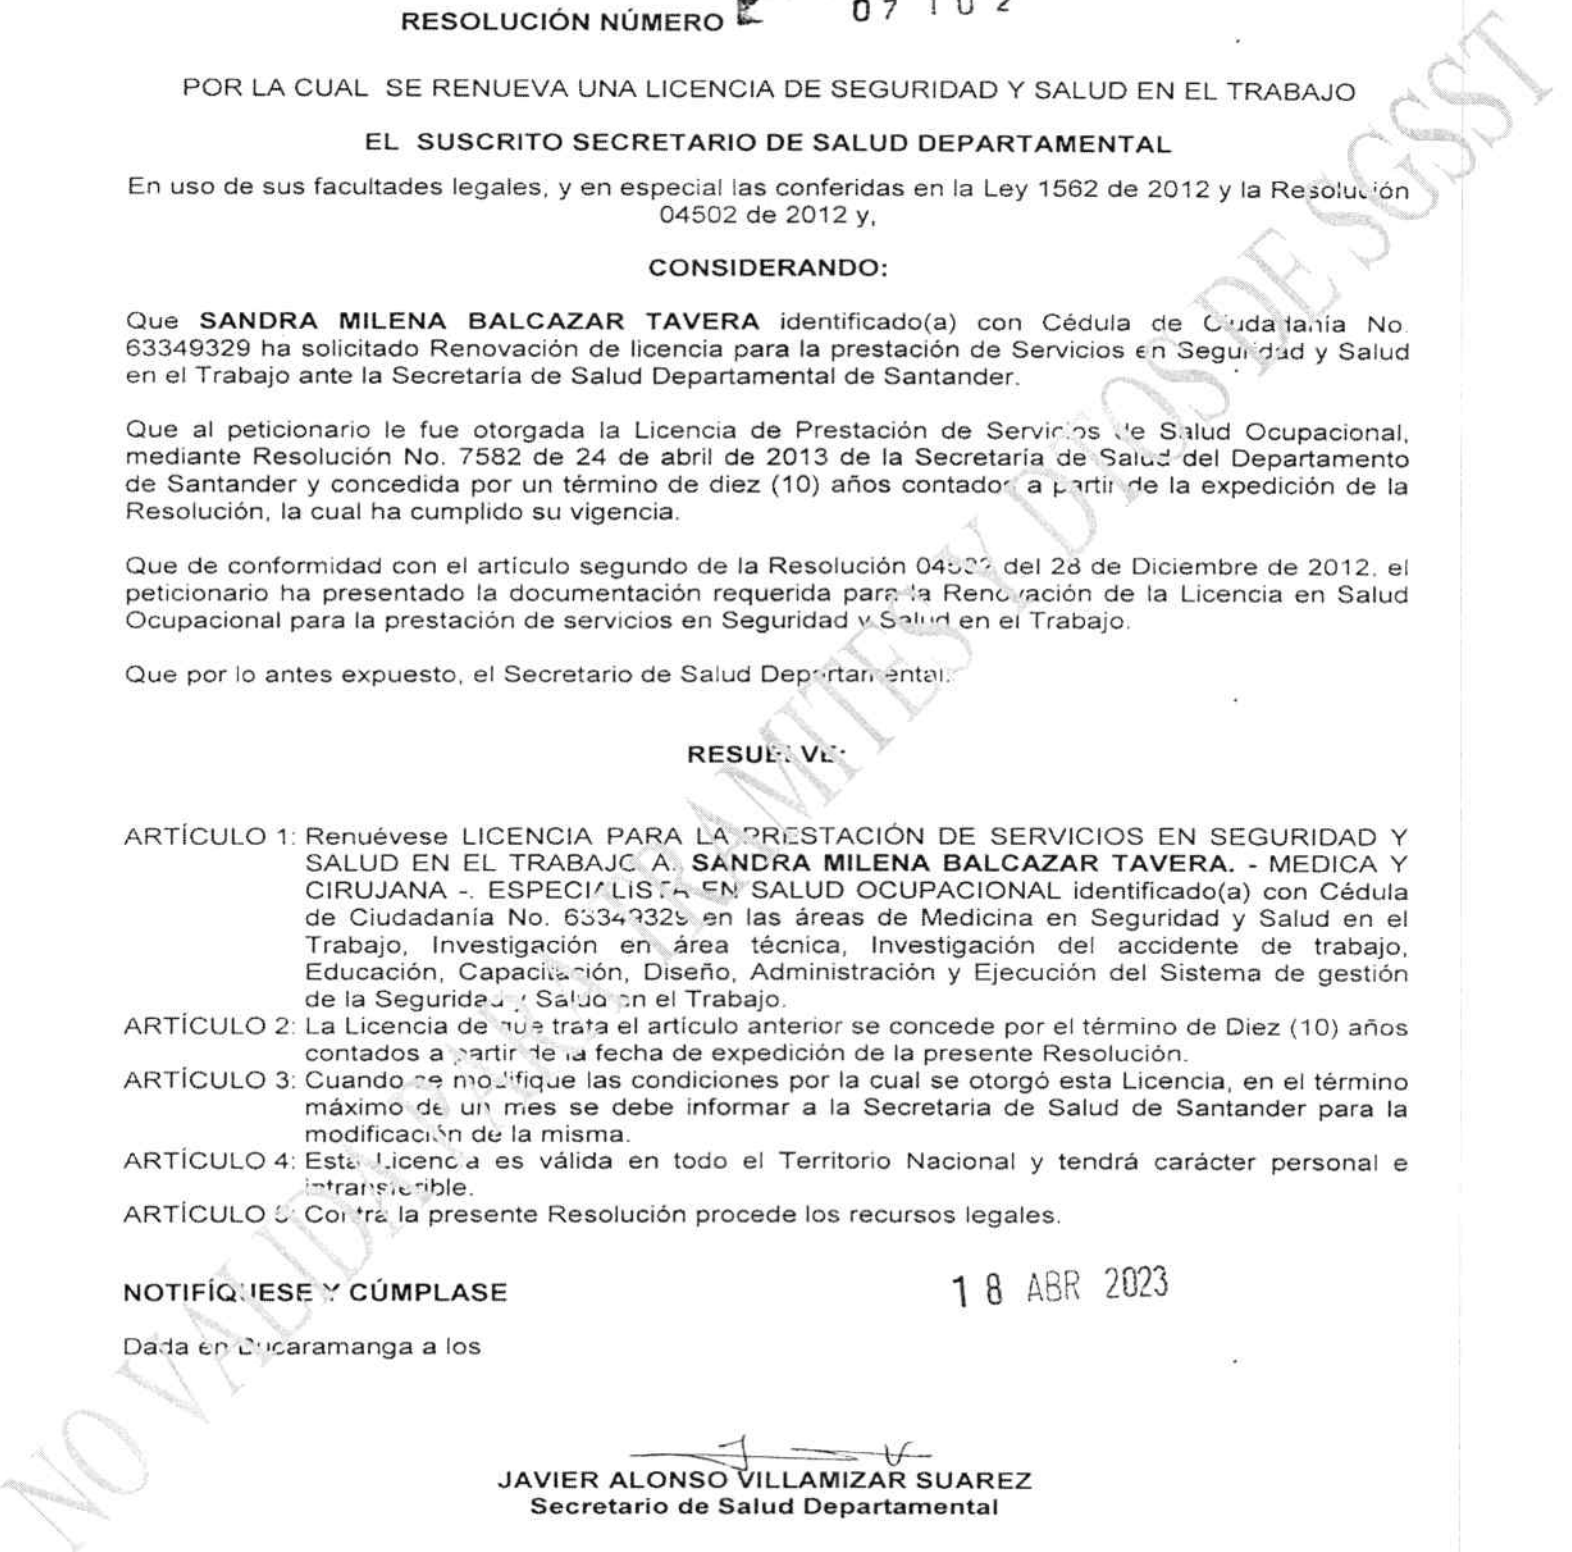 RESOLUCIÓN NÚMERO 07102
POR LA CUAL SE RENUEVA UNA LICENCIA DE SEGURIDAD Y SALUD EN EL TRABAJO
EL SUSCRITO SECRETARIO DE SALUD DEPARTAMENTAL
En uso de sus facultades legales, y en especial las conferidas en la Ley 1562 de 2012 y la Resolución
04502 de 2012 y,
CONSIDERANDO:
Que SANDRA MILENA BALCAZAR TAVERA identificado(a) con Cédula de Ciudadanía No.
63349329 ha solicitado Renovación de licencia para la prestación de Servicios en Seguridad y Salud
en el Trabajo ante la Secretaría de Salud Departamental de Santander.
Que al peticionario le fue otorgada la Licencia de Prestación de Servicios de Salud Ocupacional,
mediante Resolución No. 7582 de 24 de abril de 2013 de la Secretaría de Salud del Departamento
de Santander y concedida por un término de diez (10) años contados a partir de la expedición de la
Resolución, la cual ha cumplido su vigencia.
Que de conformidad con el artículo segundo de la Resolución 04502 del 28 de Diciembre de 2012, el
peticionario ha presentado la documentación requerida para la Renovación de la Licencia en Salud
Ocupacional para la prestación de servicios en Seguridad y Salud en el Trabajo.
Que por lo antes expuesto, el Secretario de Salud Departamental.
RESUELVE:
ARTÍCULO 1: Renuévese LICENCIA PARA LA PRESTACIÓN DE SERVICIOS EN SEGURIDAD Y
SALUD EN EL TRABAJO A. SANDRA MILENA BALCAZAR TAVERA. - MEDICA Y
CIRUJANA -. ESPECIALISTA EN SALUD OCUPACIONAL identificado(a) con Cédula
de Ciudadanía No. 63349329 en las áreas de Medicina en Seguridad y Salud en el
Trabajo, Investigación en área técnica, Investigación del accidente de trabajo,
Educación, Capacitación, Diseño, Administración y Ejecución del Sistema de gestión
de la Seguridad y Salud en el Trabajo.
ARTÍCULO 2: La Licencia de que trata el artículo anterior se concede por el término de Diez (10) años
contados a partir de la fecha de expedición de la presente Resolución.
ARTÍCULO 3: Cuando se modifique las condiciones por la cual se otorgó esta Licencia, en el término
máximo de un mes se debe informar a la Secretaria de Salud de Santander para la
modificación de la misma.
ARTÍCULO 4: Esta Licencia es válida en todo el Territorio Nacional y tendrá carácter personal e
intransferible.
ARTÍCULO 5: Contra la presente Resolución procede los recursos legales.
NOTIFÍQUESE Y CÚMPLASE
18 ABR 2023
Dada en Bucaramanga a los
JAVIER ALONSO VILLAMIZAR SUAREZ
Secretario de Salud Departamental
NO VALIDA PARA TRAMITES Y DTOS DE SGSST